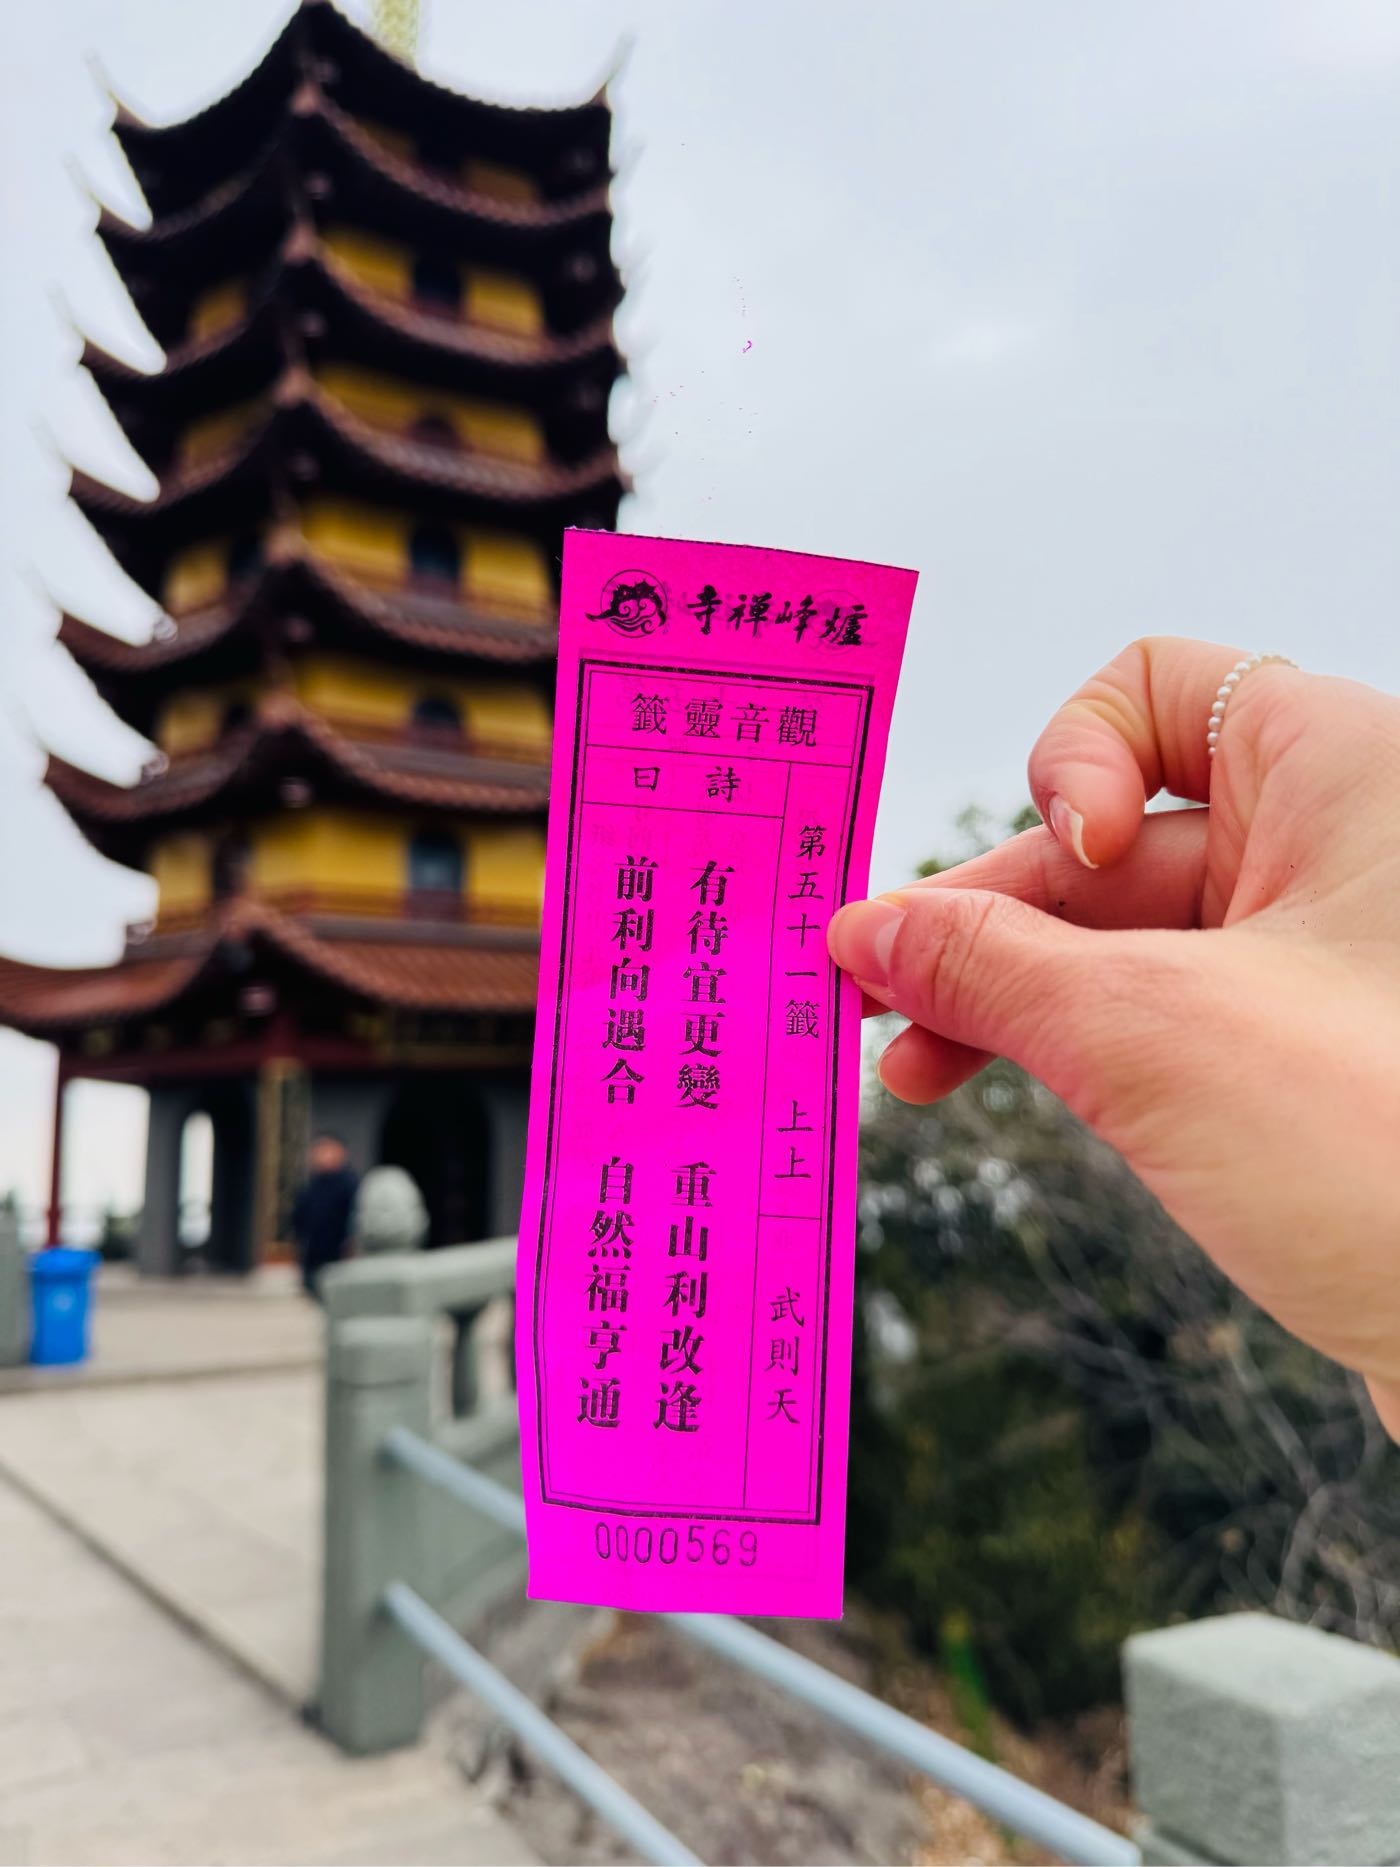 爐峰禪寺
觀音靈籤
第五十一籤 上上 武則天
詩曰
有待宜更變 重山利改逢
前利向遇合 自然福亨通
0000569